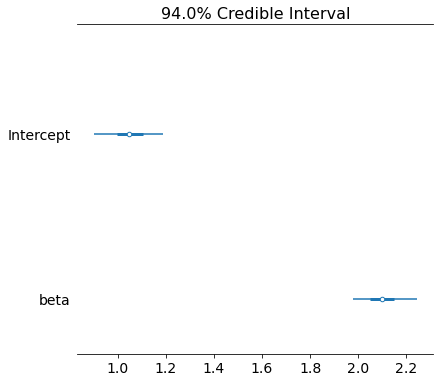 94.0% Credible Interval
Intercept
beta
1.0 1.2 1.4 1.6 1.8 2.0 2.2